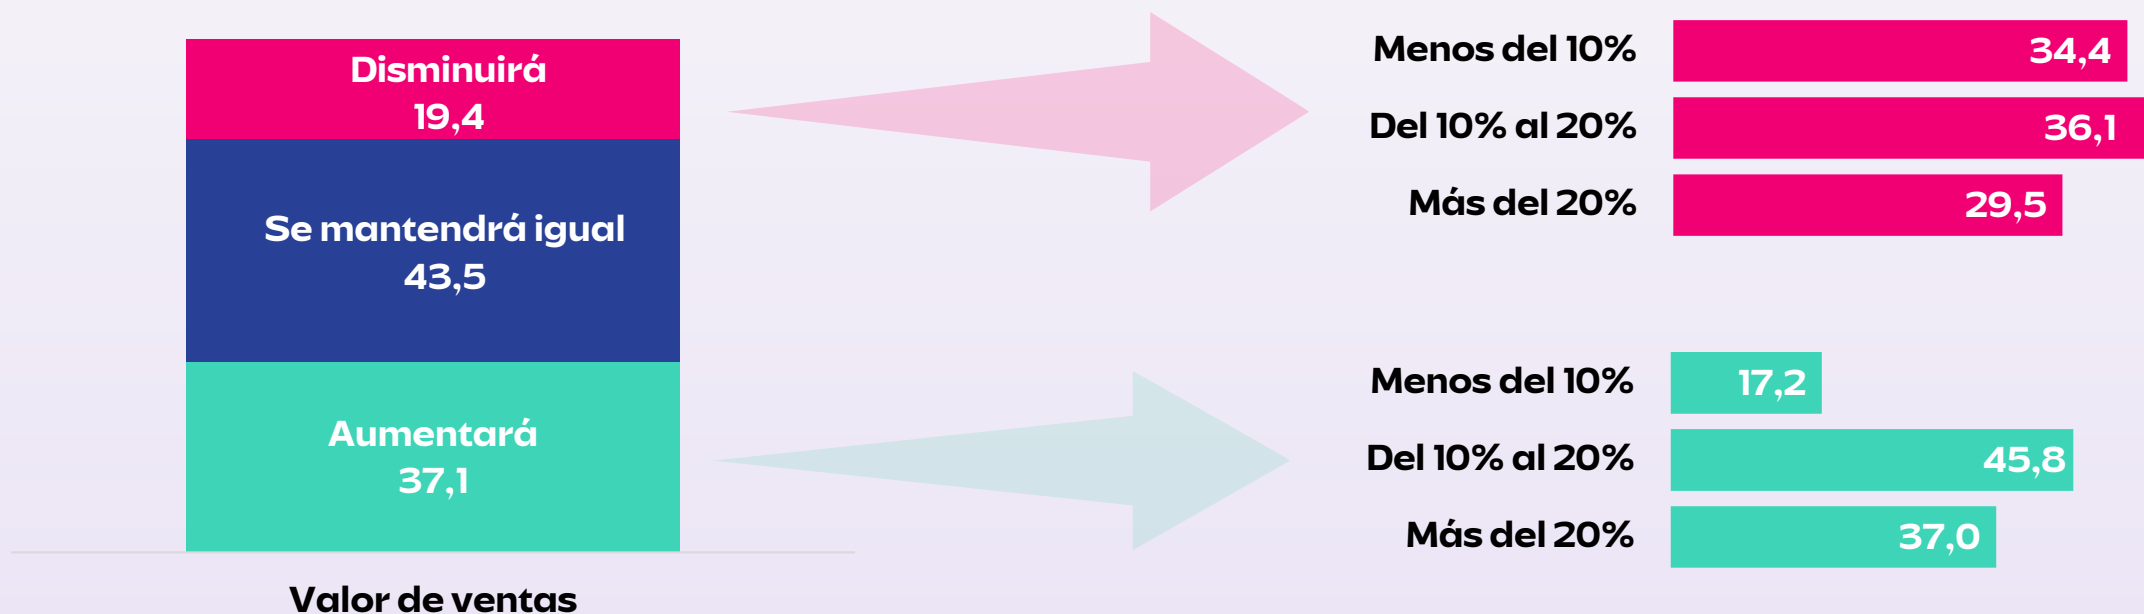 Disminuirá
19,4
Se mantendrá igual
43,5
Aumentará
37,1
Valor de ventas
Menos del 10% 34,4
Del 10% al 20% 36,1
Más del 20% 29,5
Menos del 10% 17,2
Del 10% al 20% 45,8
Más del 20% 37,0